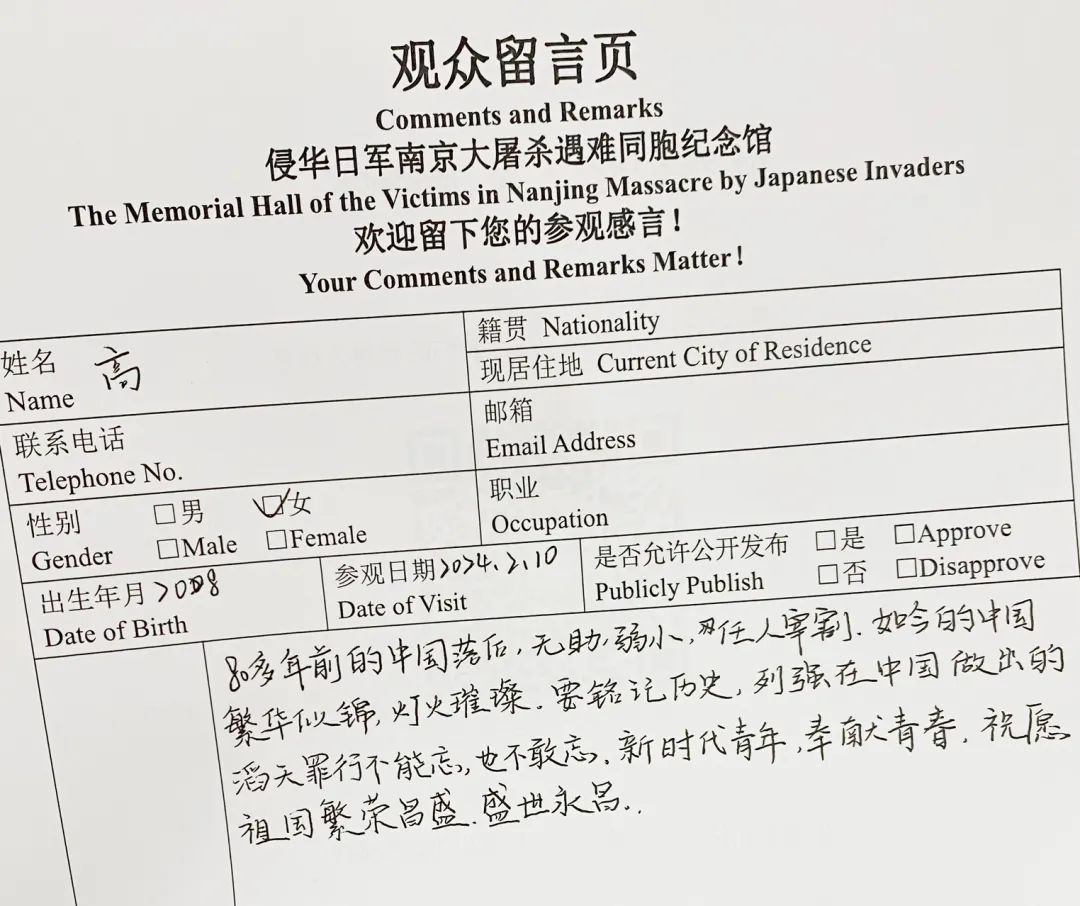 观众留言页
Comments and Remarks
侵华日军南京大屠杀遇难同胞纪念馆
The Memorial Hall of the Victims in Nanjing Massacre by Japanese Invaders
欢迎留下您的参观感言！
Your Comments and Remarks Matter！
姓名 高
Name
籍贯 Nationality
现居住地 Current City of Residence
联系电话
Telephone No.
邮箱
Email Address
性别 □男 ☑女
Gender □Male □Female
职业
Occupation
出生年月 2008
Date of Birth
参观日期 2024.2.10
Date of Visit
是否允许公开发布 □是 □Approve
Publicly Publish □否 □Disapprove
80多年前的中国落后，无助，弱小，任人宰割．如今的中国
繁华似锦，灯火璀璨．要铭记历史，列强在中国做出的
滔天罪行不能忘，也不敢忘．新时代青年，奉献青春．祝愿
祖国繁荣昌盛．盛世永昌．